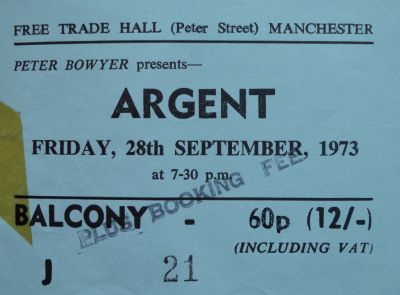 FREE TRADE HALL (Peter Street) MANCHESTER
PETER BOWYER presents—
ARGENT
FRIDAY, 28th SEPTEMBER, 1973
at 7-30 p.m.
PLUS BOOKING FEE
BALCONY - 60p (12/-)
(INCLUDING VAT)
J 21